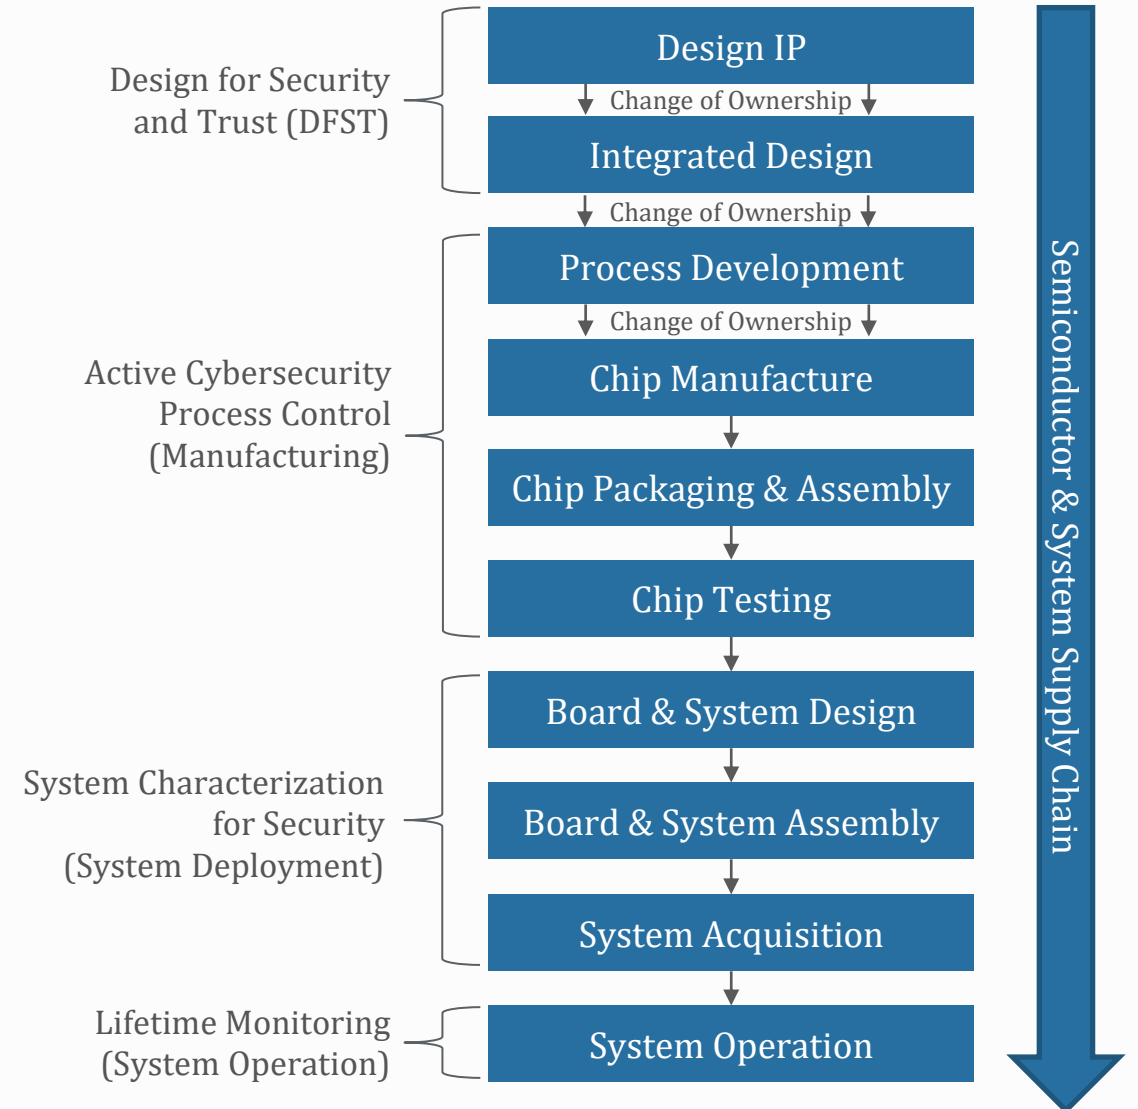 Design for Security
and Trust (DFST)
Design IP
Change of Ownership
Integrated Design
Change of Ownership
Active Cybersecurity
Process Control
(Manufacturing)
Process Development
Change of Ownership
Chip Manufacture
Chip Packaging & Assembly
Chip Testing
System Characterization
for Security
(System Deployment)
Board & System Design
Board & System Assembly
System Acquisition
Lifetime Monitoring
(System Operation)
System Operation
Semiconductor & System Supply Chain